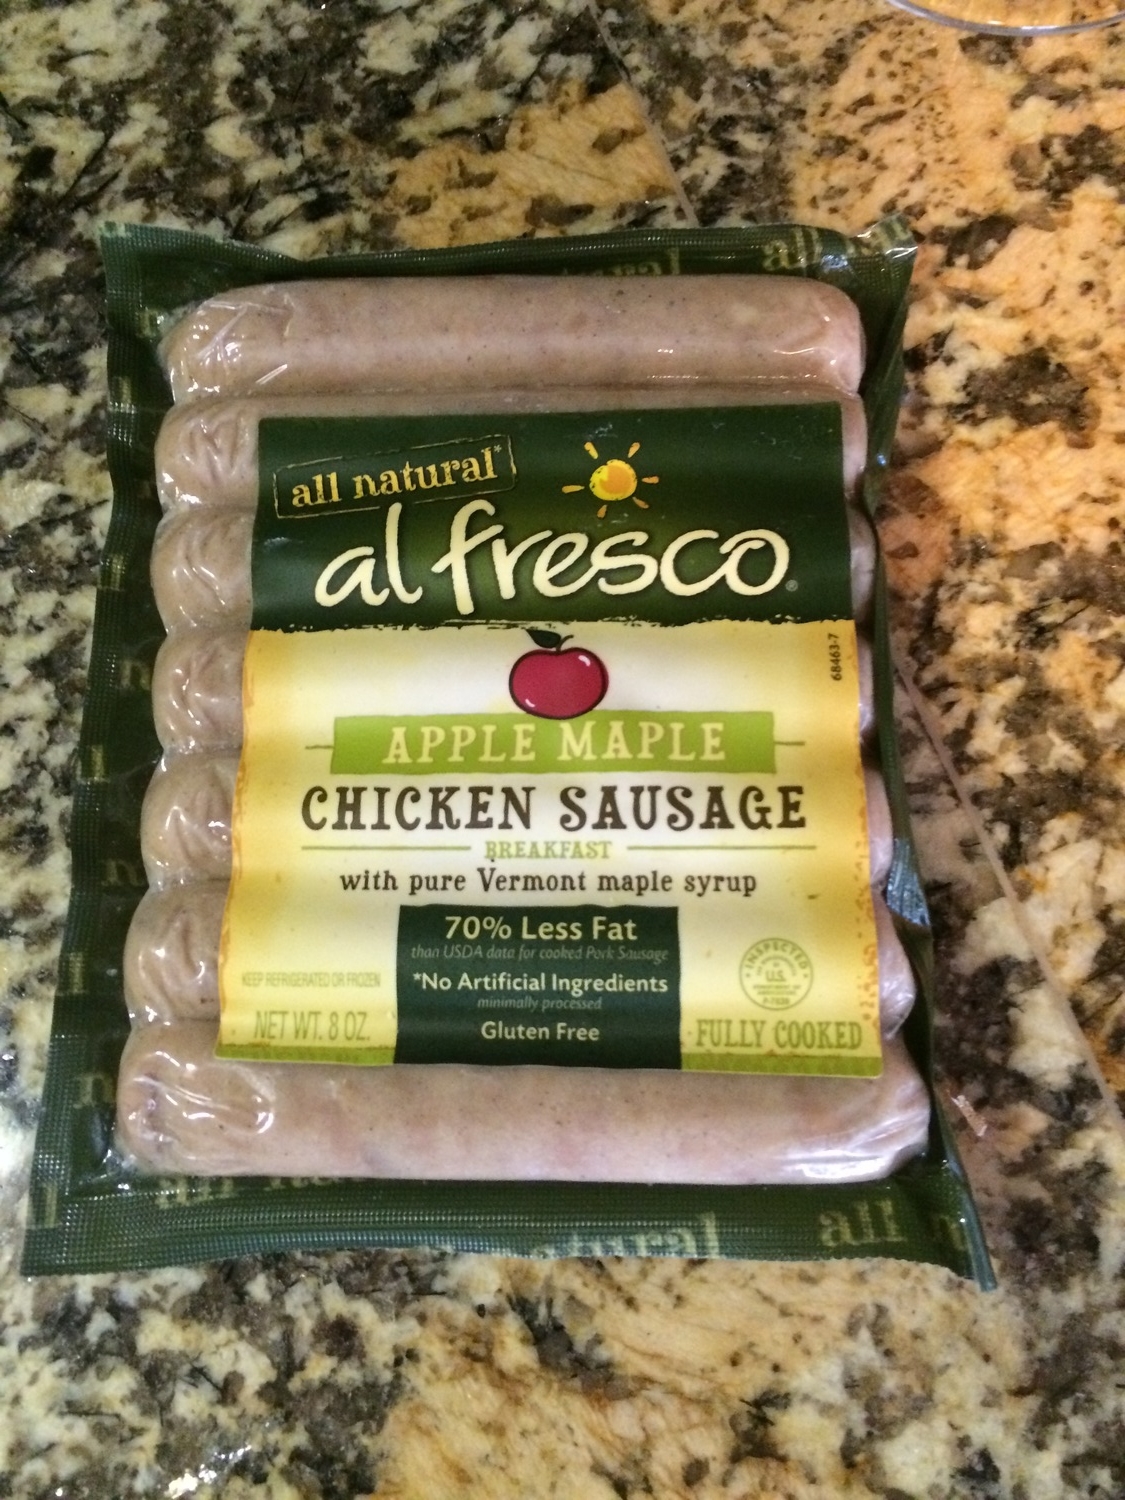 all natural*
al fresco®
68463-7
APPLE MAPLE
CHICKEN SAUSAGE
BREAKFAST
with pure Vermont maple syrup
70% Less Fat
than USDA data for cooked Pork Sausage
*No Artificial Ingredients
minimally processed
Gluten Free
KEEP REFRIGERATED OR FROZEN
NET WT. 8 OZ.
INSPECTED
U.S.
FULLY COOKED
all